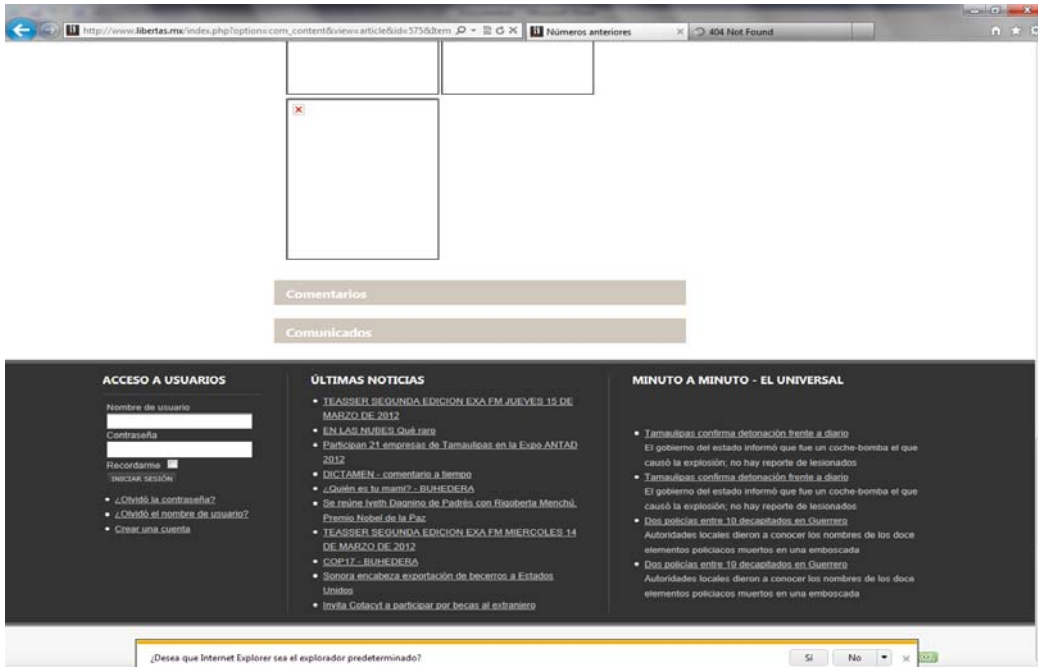 http://www.libertas.mx/index.php?option=com_content&view=article&id=575&Item
Números anteriores
404 Not Found
Comentarios
Comunicados
ACCESO A USUARIOS
Nombre de usuario
Contraseña
Recordarme
INICIAR SESIÓN
¿Olvidó la contraseña?
¿Olvidó el nombre de usuario?
Crear una cuenta
ÚLTIMAS NOTICIAS
TEASSER SEGUNDA EDICION EXA FM JUEVES 15 DE
MARZO DE 2012
EN LAS NUBES Qué raro
Participan 21 empresas de Tamaulipas en la Expo ANTAD
2012
DICTAMEN - comentario a tiempo
¿Quién es tu mami? - BUHEDERA
Se reúne Iveth Dagnino de Padrés con Rigoberta Menchú,
Premio Nobel de la Paz
TEASSER SEGUNDA EDICION EXA FM MIERCOLES 14
DE MARZO DE 2012
COP17 - BUHEDERA
Sonora encabeza exportación de becerros a Estados
Unidos
Invita Cotacyt a participar por becas al extranjero
MINUTO A MINUTO - EL UNIVERSAL
Tamaulipas confirma detonación frente a diario
El gobierno del estado informó que fue un coche-bomba el que
causó la explosión; no hay reporte de lesionados
Tamaulipas confirma detonación frente a diario
El gobierno del estado informó que fue un coche-bomba el que
causó la explosión; no hay reporte de lesionados
Dos policías entre 10 decapitados en Guerrero
Autoridades locales dieron a conocer los nombres de los doce
elementos policiacos muertos en una emboscada
Dos policías entre 10 decapitados en Guerrero
Autoridades locales dieron a conocer los nombres de los doce
elementos policiacos muertos en una emboscada
¿Desea que Internet Explorer sea el explorador predeterminado?
Sí
No